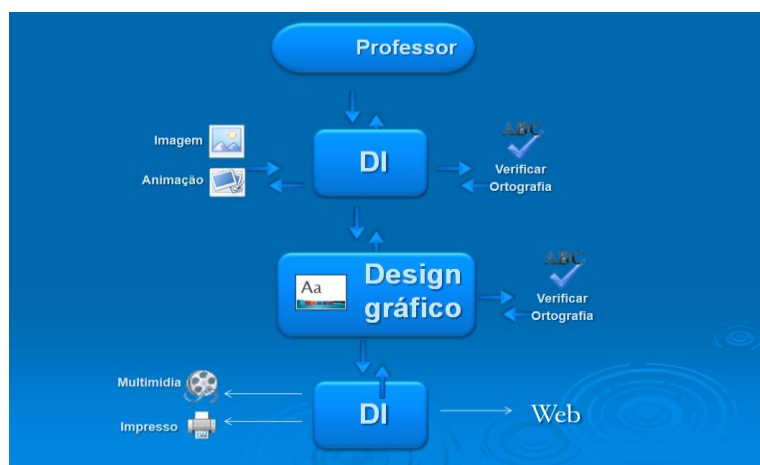 Professor
Imagem
Animação
DI
ABC
Verificar
Ortografia
Aa
Design
gráfico
ABC
Verificar
Ortografia
Multimidia
Impresso
DI
Web